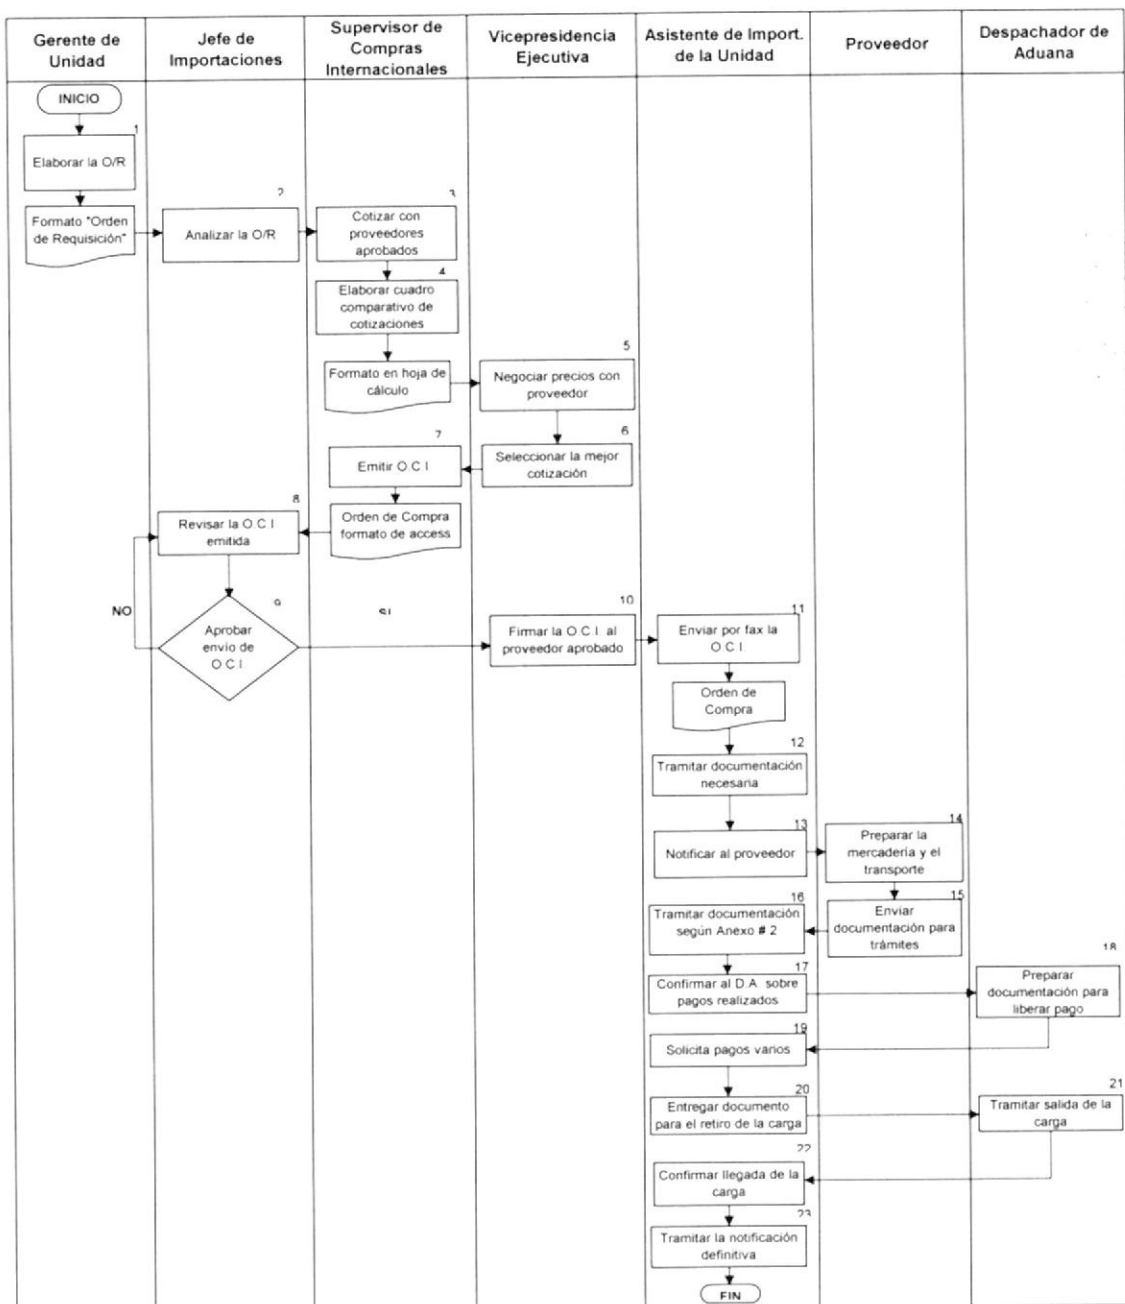 Gerente de
Unidad
Jefe de
Importaciones
Supervisor de
Compras
Internacionales
Vicepresidencia
Ejecutiva
Asistente de Import.
de la Unidad
Proveedor
Despachador de
Aduana
INICIO
1
Elaborar la O/R
Formato "Orden
de Requisición"
2
Analizar la O/R
3
Cotizar con
proveedores
aprobados
4
Elaborar cuadro
comparativo de
cotizaciones
Formato en hoja de
cálculo
5
Negociar precios con
proveedor
6
Seleccionar la mejor
cotización
7
Emitir O.C.I
Orden de Compra
formato de access
8
Revisar la O.C.I
emitida
9
Aprobar
envío de
O.C.I
NO
SI
10
Firmar la O.C.I. al
proveedor aprobado
11
Enviar por fax la
O.C.I.
Orden de
Compra
12
Tramitar documentación
necesaria
13
Notificar al proveedor
14
Preparar la
mercadería y el
transporte
15
Enviar
documentación para
trámites
16
Tramitar documentación
según Anexo # 2
17
Confirmar al D.A. sobre
pagos realizados
18
Preparar
documentación para
liberar pago
19
Solicita pagos varios
20
Entregar documento
para el retiro de la carga
21
Tramitar salida de la
carga
22
Confirmar llegada de la
carga
23
Tramitar la notificación
definitiva
FIN